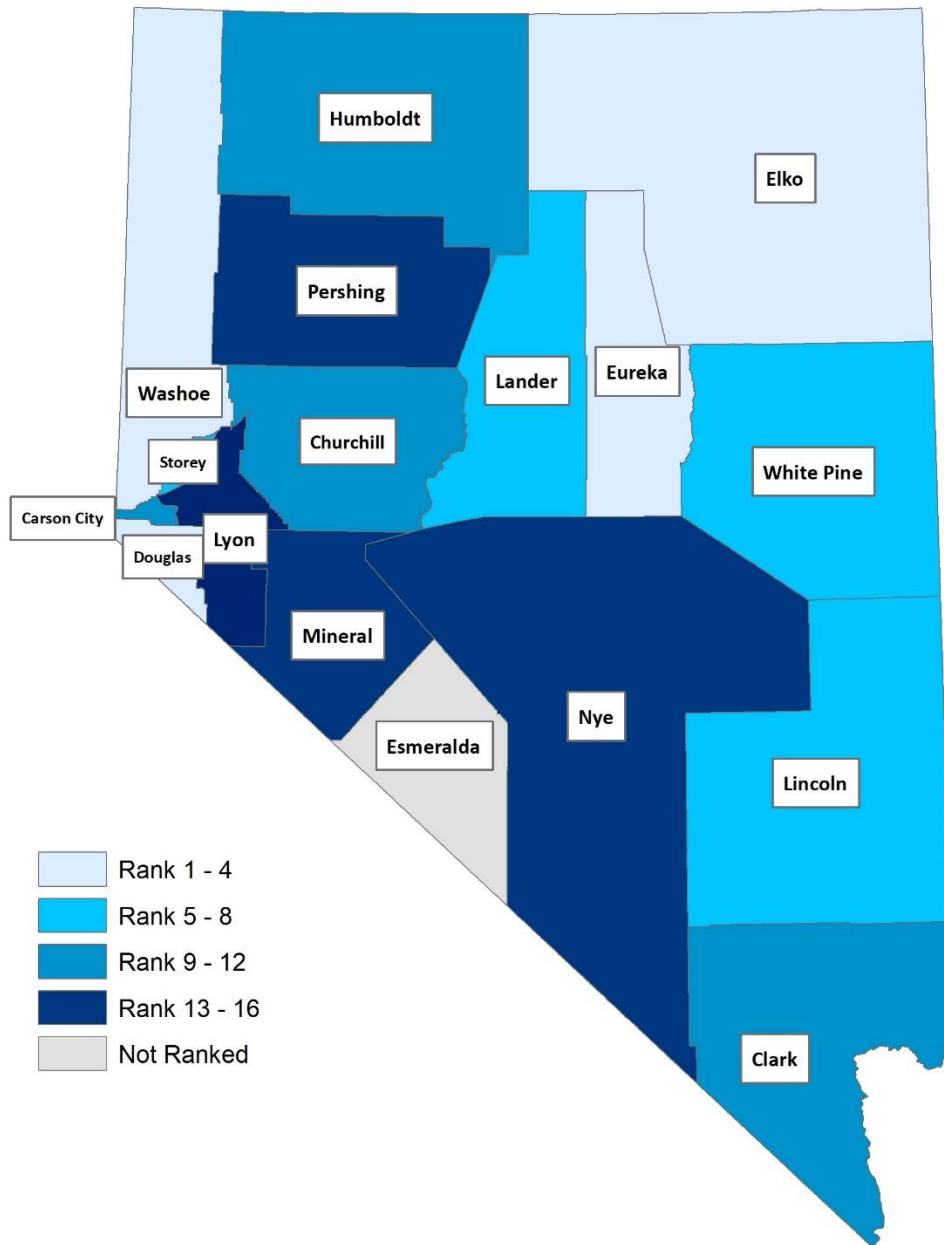 Humboldt
Elko
Pershing
Eureka
Lander
Washoe
Churchill
Storey
White Pine
Carson City
Lyon
Douglas
Mineral
Nye
Esmeralda
Lincoln
Rank 1 - 4
Rank 5 - 8
Rank 9 - 12
Rank 13 - 16
Not Ranked
Clark